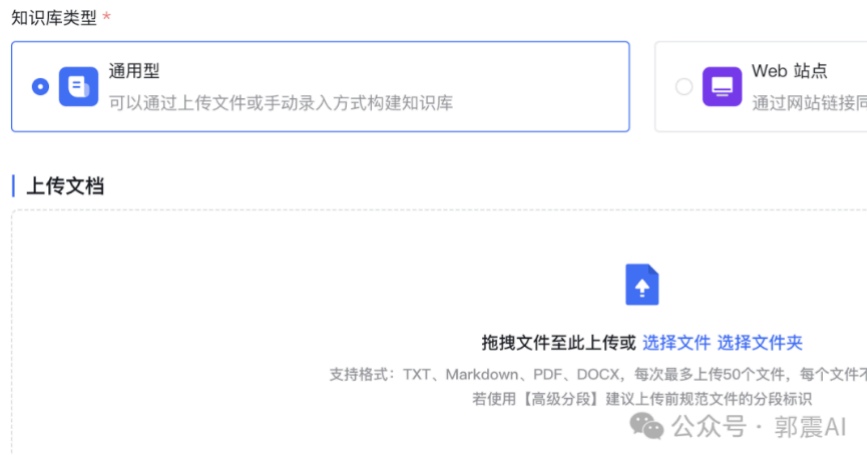 知识库类型 *
通用型
可以通过上传文件或手动录入方式构建知识库
Web 站点
通过网站链接同
上传文档
拖拽文件至此上传或 选择文件 选择文件夹
支持格式：TXT、Markdown、PDF、DOCX，每次最多上传50个文件，每个文件不
若使用【高级分段】建议上传前规范文件的分段标识
公众号 · 郭震AI